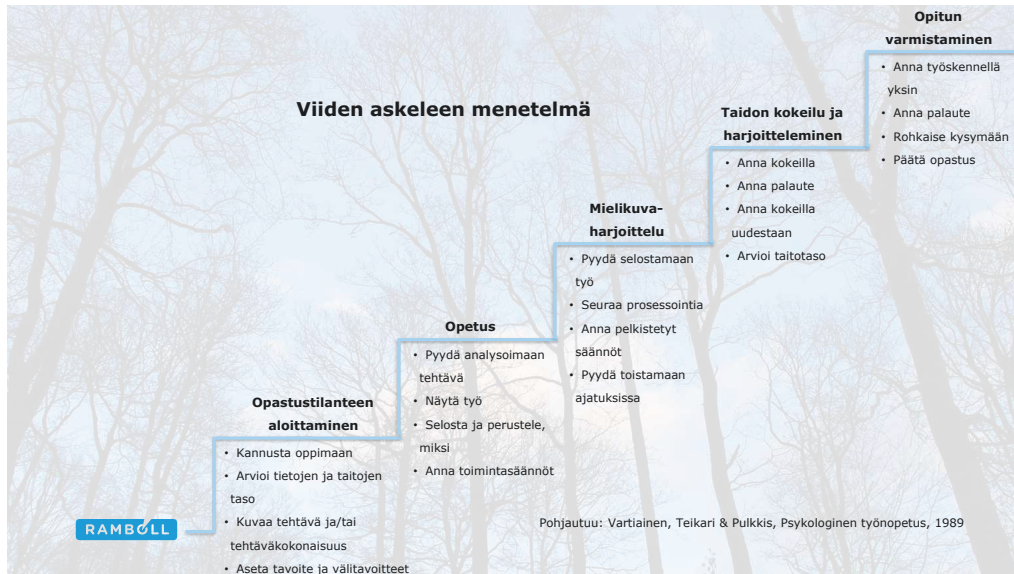 Viiden askeleen menetelmä
Opastustilanteen
aloittaminen
• Kannusta oppimaan
• Arvioi tietojen ja taitojen
taso
• Kuvaa tehtävä ja/tai
tehtäväkokonaisuus
• Aseta tavoite ja välitavoitteet
Opetus
• Pyydä analysoimaan
tehtävä
• Näytä työ
• Selosta ja perustele,
miksi
• Anna toimintasäännöt
Mielikuva-
harjoittelu
• Pyydä selostamaan
työ
• Seuraa prosessointia
• Anna pelkistetyt
säännöt
• Pyydä toistamaan
ajatuksissa
Taidon kokeilu ja
harjoitteleminen
• Anna kokeilla
• Anna palaute
• Anna kokeilla
uudestaan
• Arvioi taitotaso
Opitun
varmistaminen
• Anna työskennellä
yksin
• Anna palaute
• Rohkaise kysymään
• Päätä opastus
RAMBOLL
Pohjautuu: Vartiainen, Teikari & Pulkkis, Psykologinen työnopetus, 1989